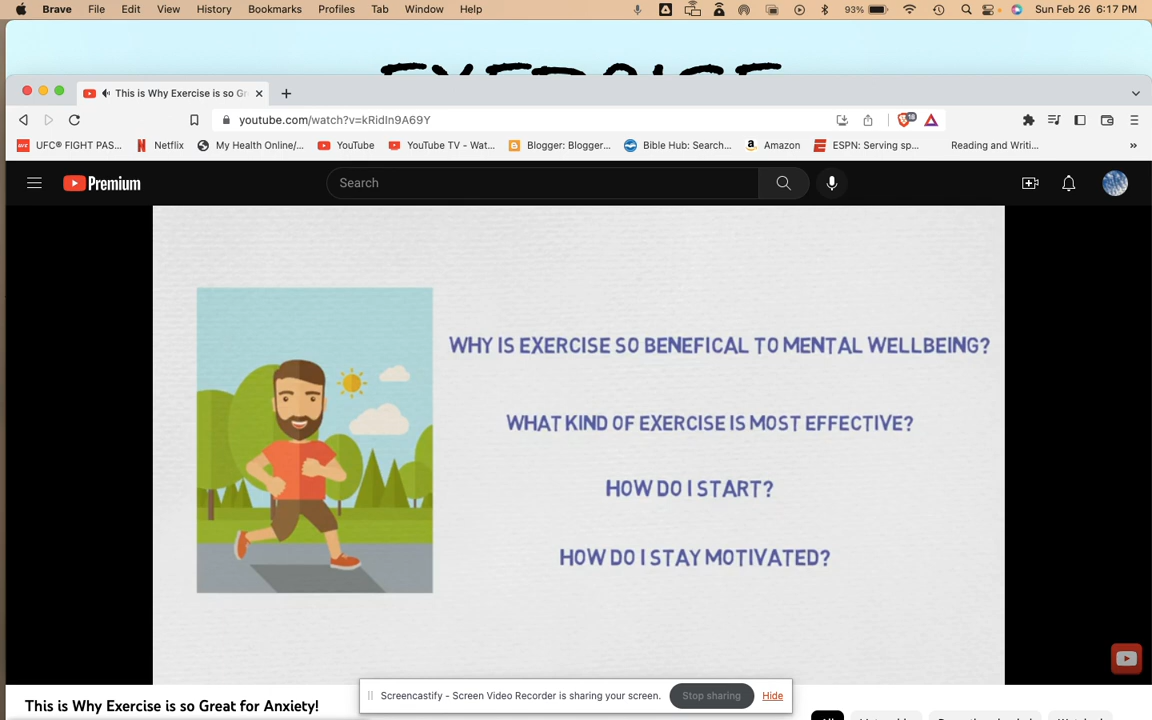 Brave File Edit View History Bookmarks Profiles Tab Window Help 93% Sun Feb 26 6:17 PM
EXERCISE
This is Why Exercise is so Gr
youtube.com/watch?v=kRidIn9A69Y 18
UFC® FIGHT PAS... Netflix My Health Online/... YouTube YouTube TV - Wat... Blogger: Blogger... Bible Hub: Search... Amazon ESPN: Serving sp... Reading and Writi...
Premium Search
WHY IS EXERCISE SO BENEFICAL TO MENTAL WELLBEING?
WHAT KIND OF EXERCISE IS MOST EFFECTIVE?
HOW DO I START?
HOW DO I STAY MOTIVATED?
Screencastify - Screen Video Recorder is sharing your screen. Stop sharing Hide
This is Why Exercise is so Great for Anxiety!